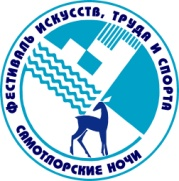 ФЕСТИВАЛЬ ИСКУССТВ, ТРУДА И СПОРТА
САМОТЛОРСКИЕ НОЧИ